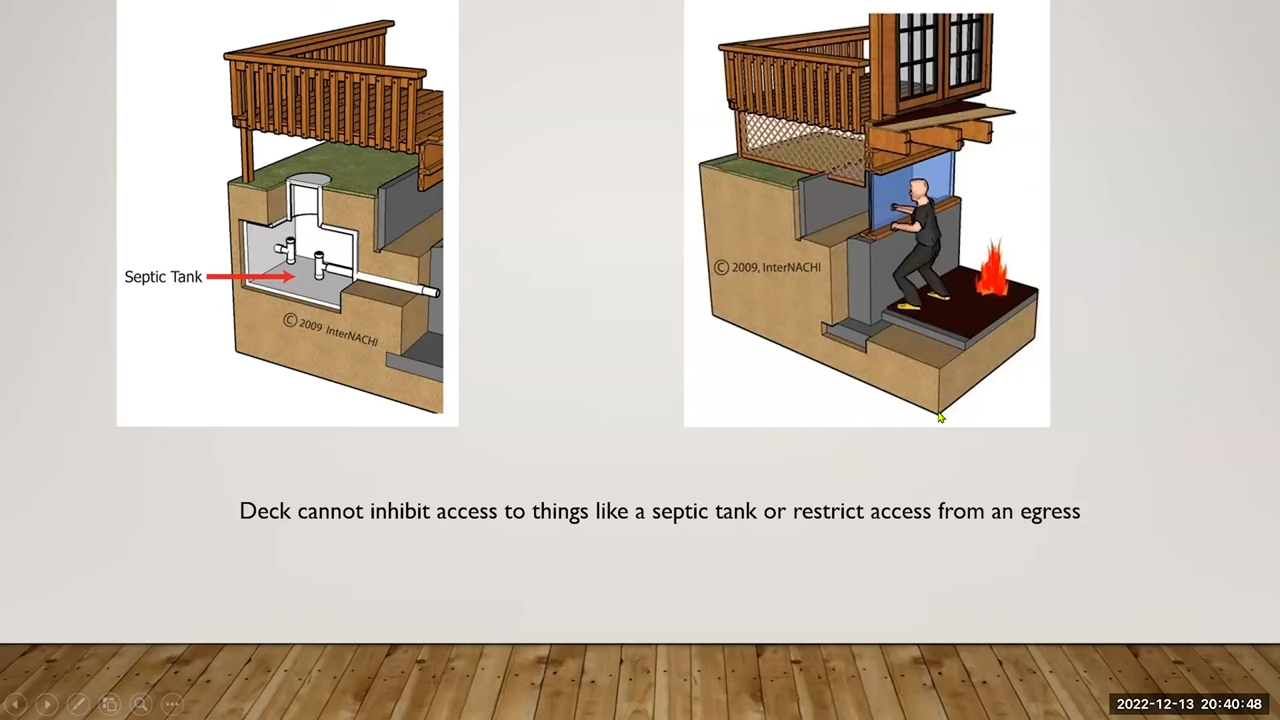 Septic Tank
© 2009 InterNACHI
© 2009, InterNACHI
Deck cannot inhibit access to things like a septic tank or restrict access from an egress
2022-12-13 20:40:48